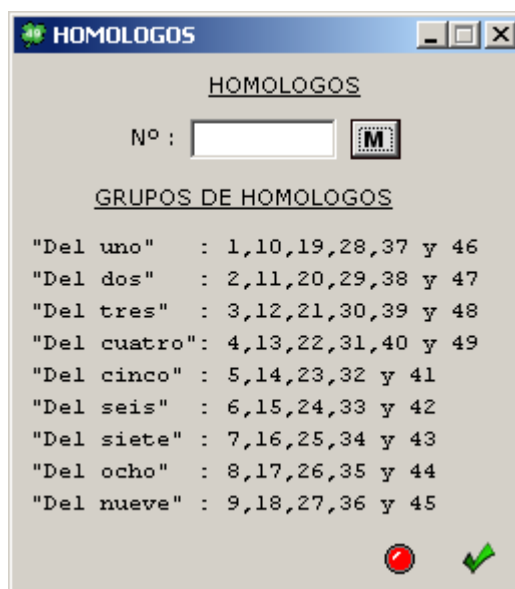 49 HOMOLOGOS
HOMOLOGOS
Nº :
M
GRUPOS DE HOMOLOGOS
"Del uno" : 1,10,19,28,37 y 46
"Del dos" : 2,11,20,29,38 y 47
"Del tres" : 3,12,21,30,39 y 48
"Del cuatro": 4,13,22,31,40 y 49
"Del cinco" : 5,14,23,32 y 41
"Del seis" : 6,15,24,33 y 42
"Del siete" : 7,16,25,34 y 43
"Del ocho" : 8,17,26,35 y 44
"Del nueve" : 9,18,27,36 y 45